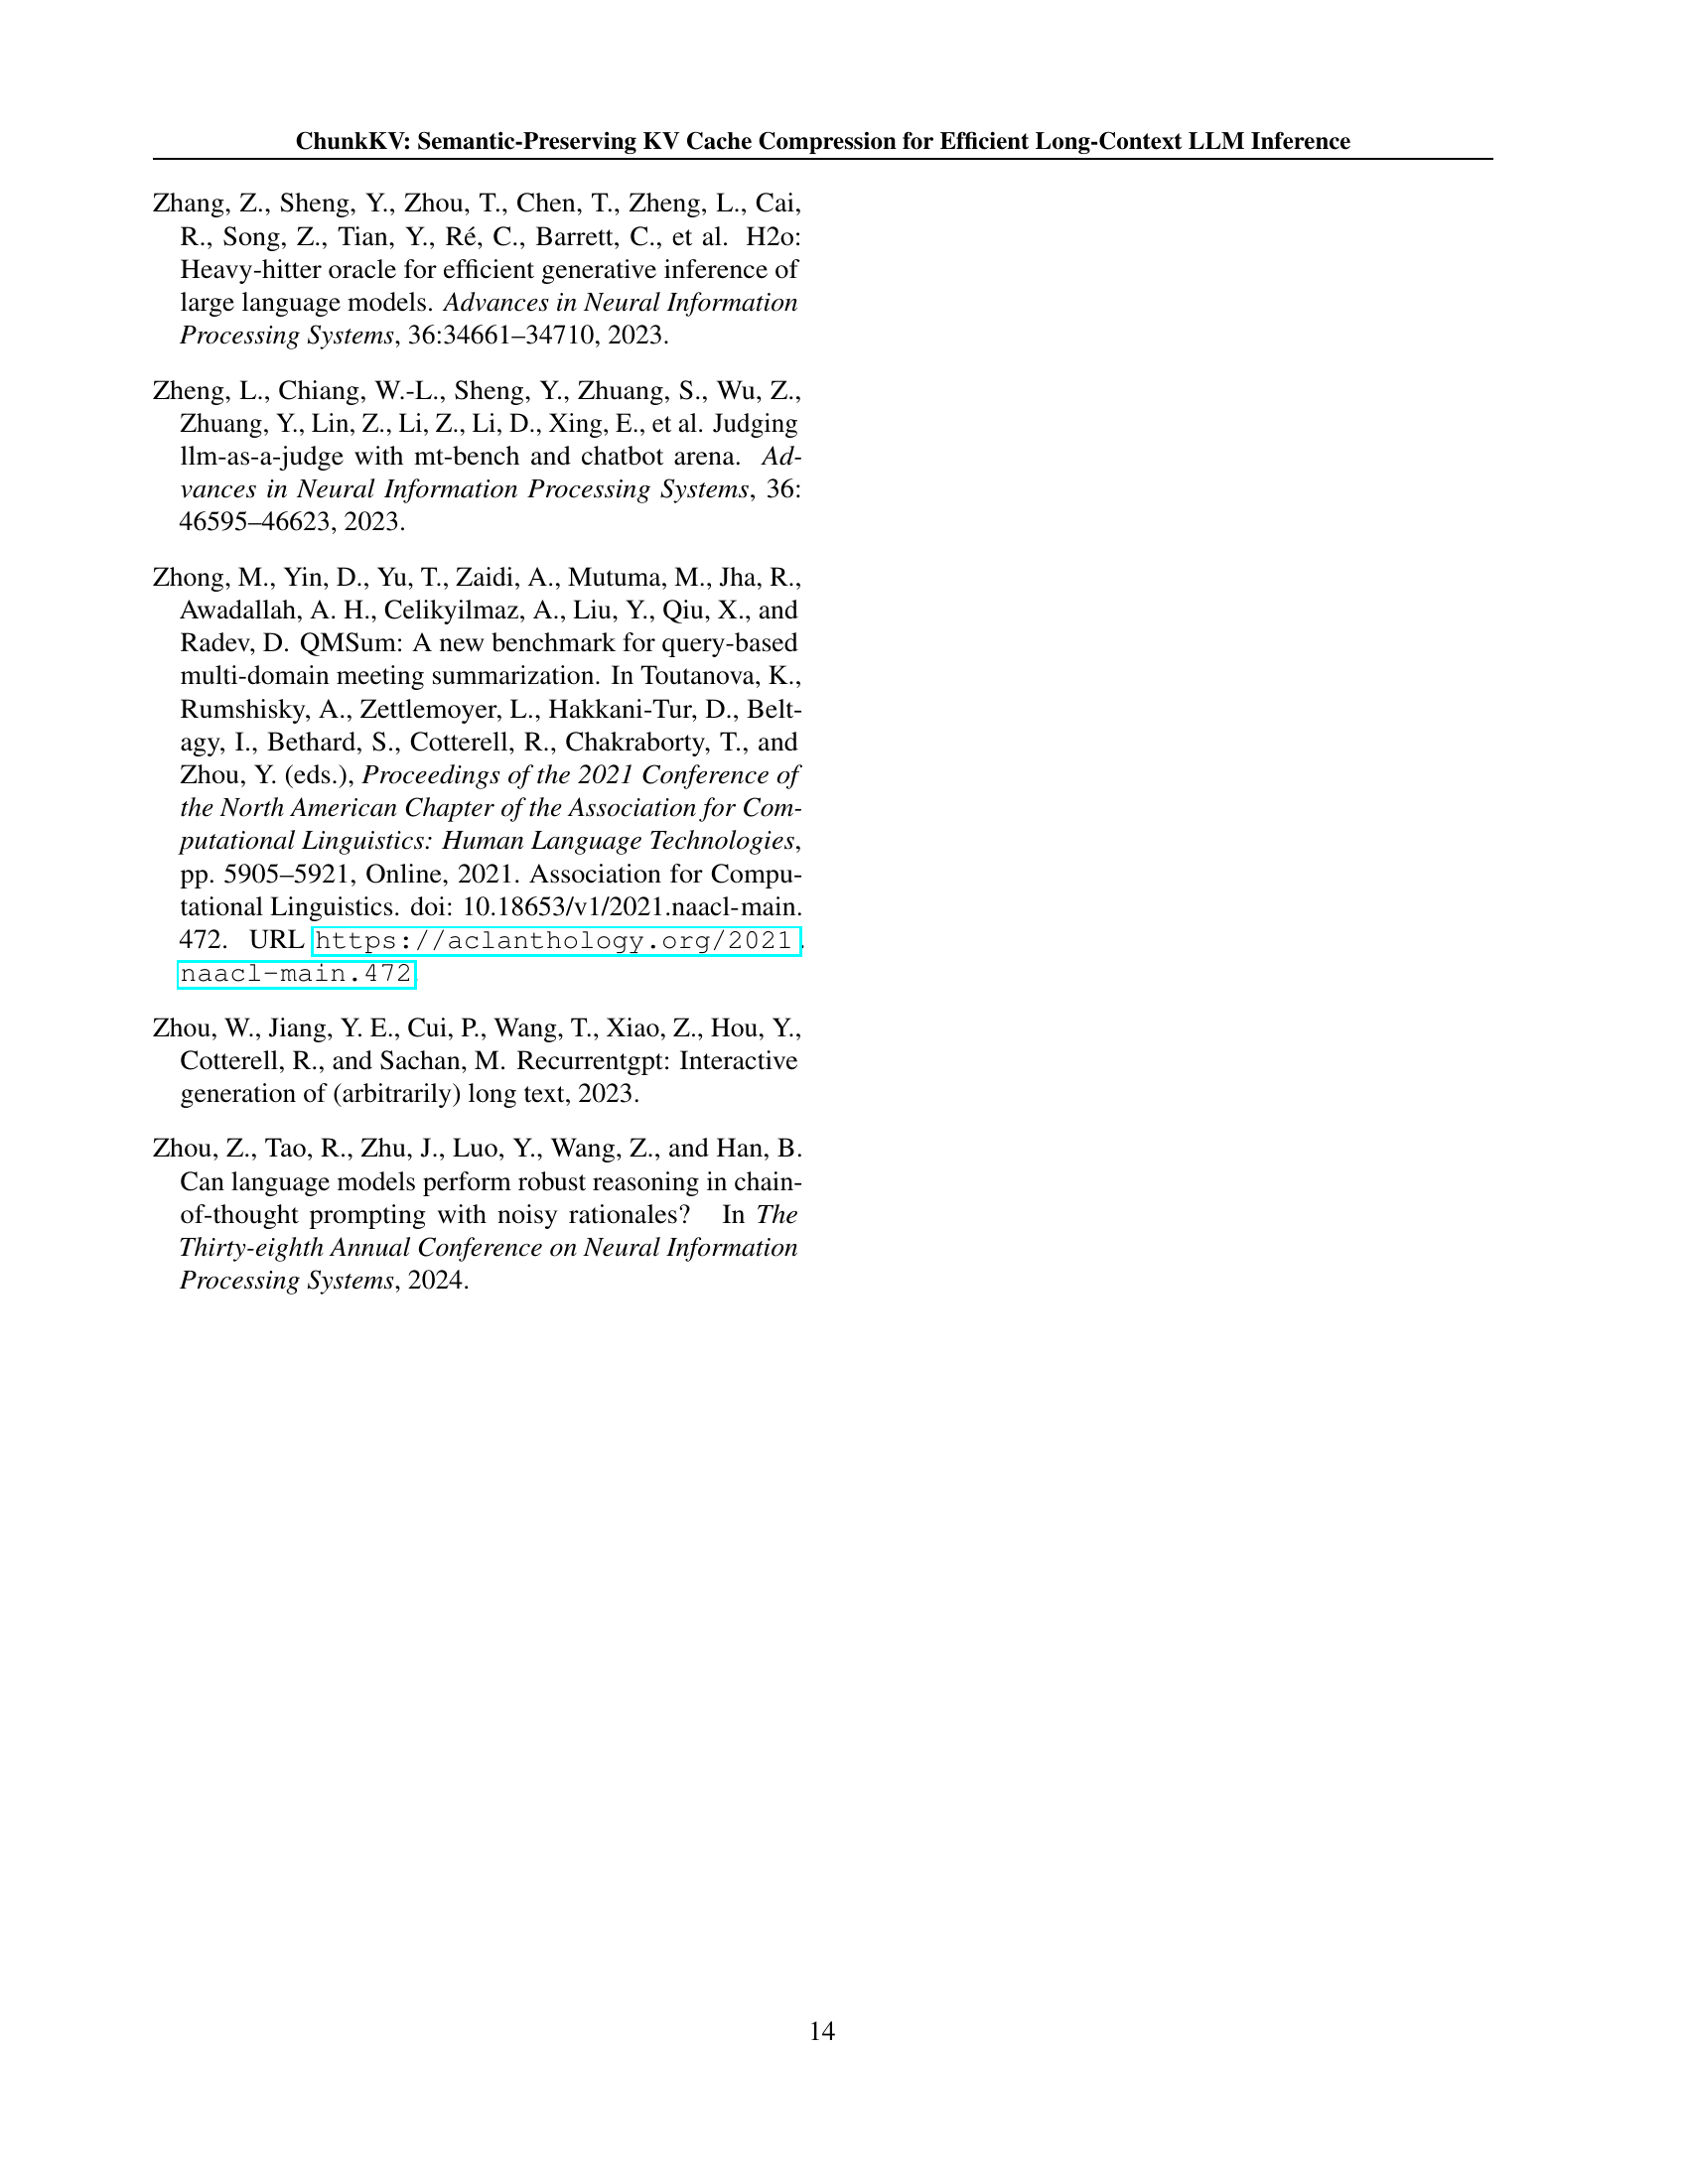 ChunkKV: Semantic-Preserving KV Cache Compression for Efficient Long-Context LLM Inference
Zhang, Z., Sheng, Y., Zhou, T., Chen, T., Zheng, L., Cai,
R., Song, Z., Tian, Y., Ré, C., Barrett, C., et al. H2o:
Heavy-hitter oracle for efficient generative inference of
large language models. Advances in Neural Information
Processing Systems, 36:34661–34710, 2023.
Zheng, L., Chiang, W.-L., Sheng, Y., Zhuang, S., Wu, Z.,
Zhuang, Y., Lin, Z., Li, Z., Li, D., Xing, E., et al. Judging
llm-as-a-judge with mt-bench and chatbot arena. Ad-
vances in Neural Information Processing Systems, 36:
46595–46623, 2023.
Zhong, M., Yin, D., Yu, T., Zaidi, A., Mutuma, M., Jha, R.,
Awadallah, A. H., Celikyilmaz, A., Liu, Y., Qiu, X., and
Radev, D. QMSum: A new benchmark for query-based
multi-domain meeting summarization. In Toutanova, K.,
Rumshisky, A., Zettlemoyer, L., Hakkani-Tur, D., Belt-
agy, I., Bethard, S., Cotterell, R., Chakraborty, T., and
Zhou, Y. (eds.), Proceedings of the 2021 Conference of
the North American Chapter of the Association for Com-
putational Linguistics: Human Language Technologies,
pp. 5905–5921, Online, 2021. Association for Compu-
tational Linguistics. doi: 10.18653/v1/2021.naacl-main.
472. URL https://aclanthology.org/2021.
naacl-main.472
Zhou, W., Jiang, Y. E., Cui, P., Wang, T., Xiao, Z., Hou, Y.,
Cotterell, R., and Sachan, M. Recurrentgpt: Interactive
generation of (arbitrarily) long text, 2023.
Zhou, Z., Tao, R., Zhu, J., Luo, Y., Wang, Z., and Han, B.
Can language models perform robust reasoning in chain-
of-thought prompting with noisy rationales? In The
Thirty-eighth Annual Conference on Neural Information
Processing Systems, 2024.
14